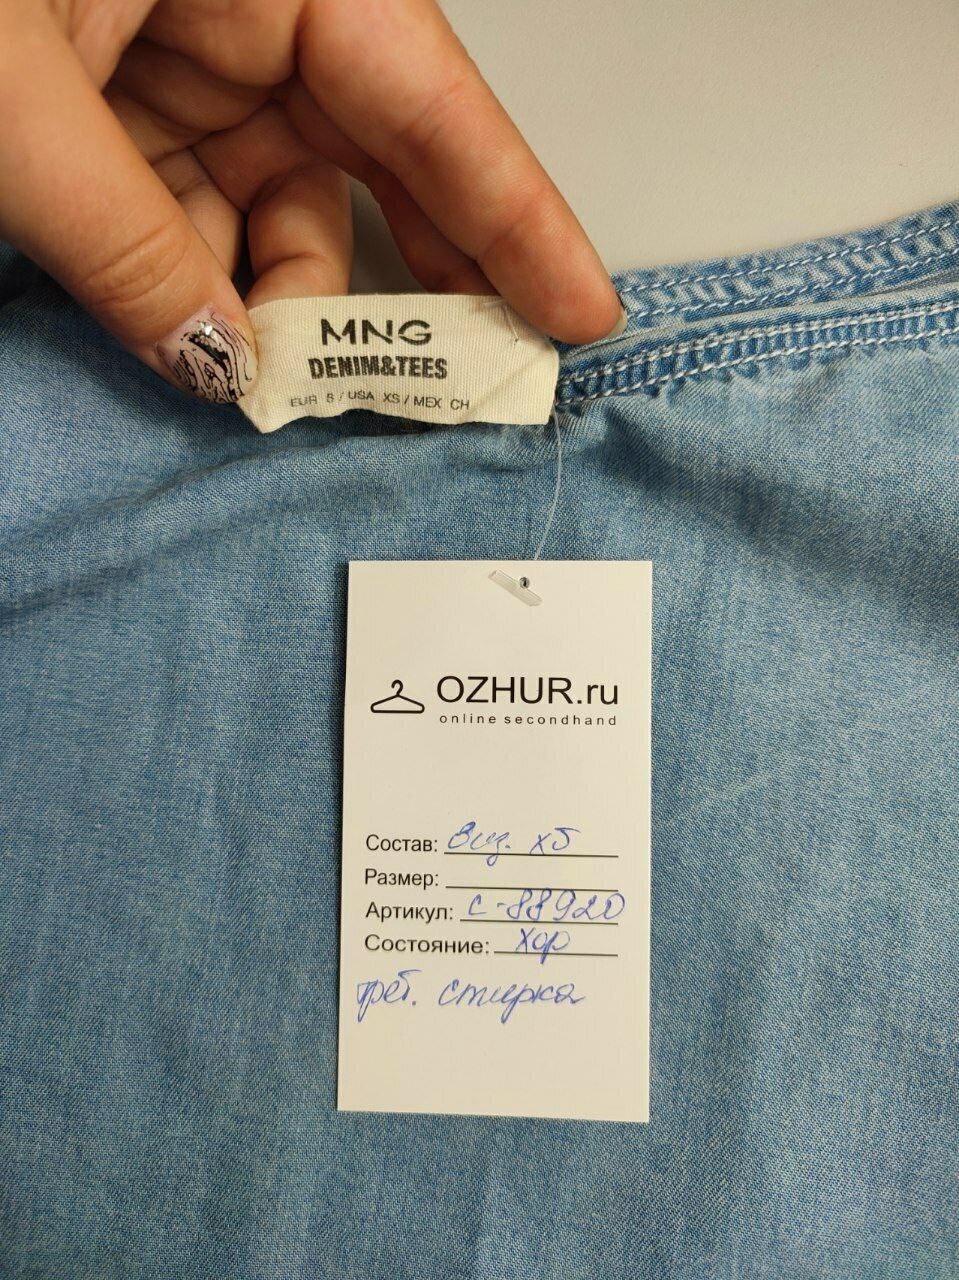 MNG
DENIM&TEES
EUR S / USA XS / MEX CH
OZHUR.ru
online secondhand
Состав: Виз. хб
Размер:
Артикул: С-88920
Состояние: Хор
треб. стирка